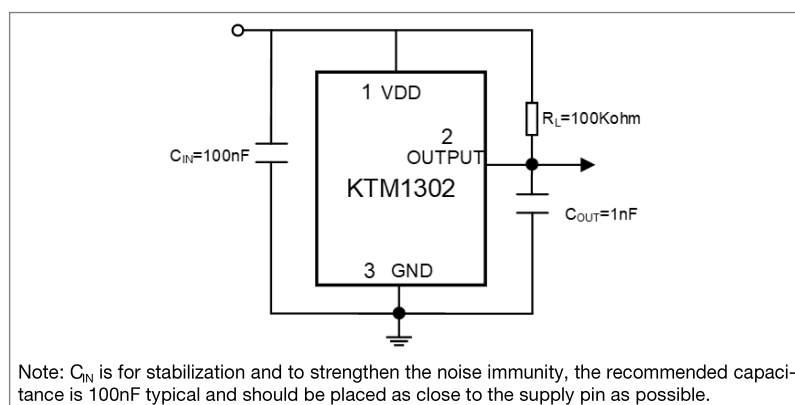 1 VDD
R_L=100Kohm
2
OUTPUT
C_IN=100nF
KTM1302
C_OUT=1nF
3 GND
Note: C_IN is for stabilization and to strengthen the noise immunity, the recommended capaci-
tance is 100nF typical and should be placed as close to the supply pin as possible.